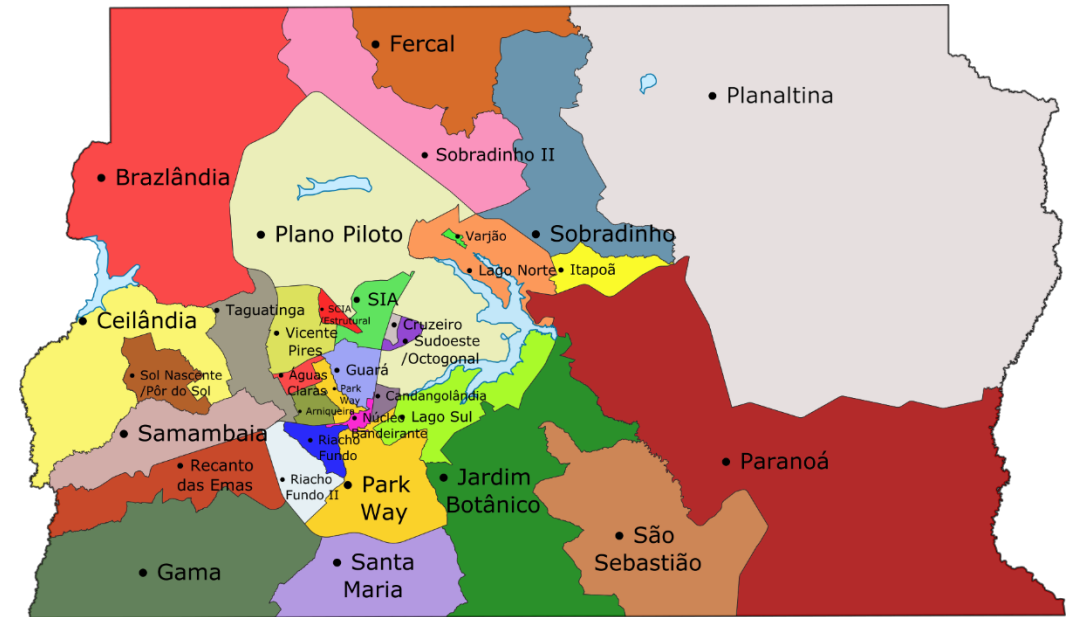 Fercal
Planaltina
Sobradinho II
Brazlândia
Plano Piloto
Varjão
Sobradinho
Lago Norte
Itapoã
SIA
SCIA
/Estrutural
Taguatinga
Ceilândia
Cruzeiro
Vicente
Pires
Sudoeste
/Octogonal
Guará
Sol Nascente
/Pôr do Sol
Águas
Claras
Park
Way
Candangolândia
Arniqueira
Núcleo
Bandeirante
Lago Sul
Samambaia
Riacho
Fundo
Recanto
das Emas
Riacho
Fundo II
Park
Way
Jardim
Botânico
Paranoá
São
Sebastião
Gama
Santa
Maria